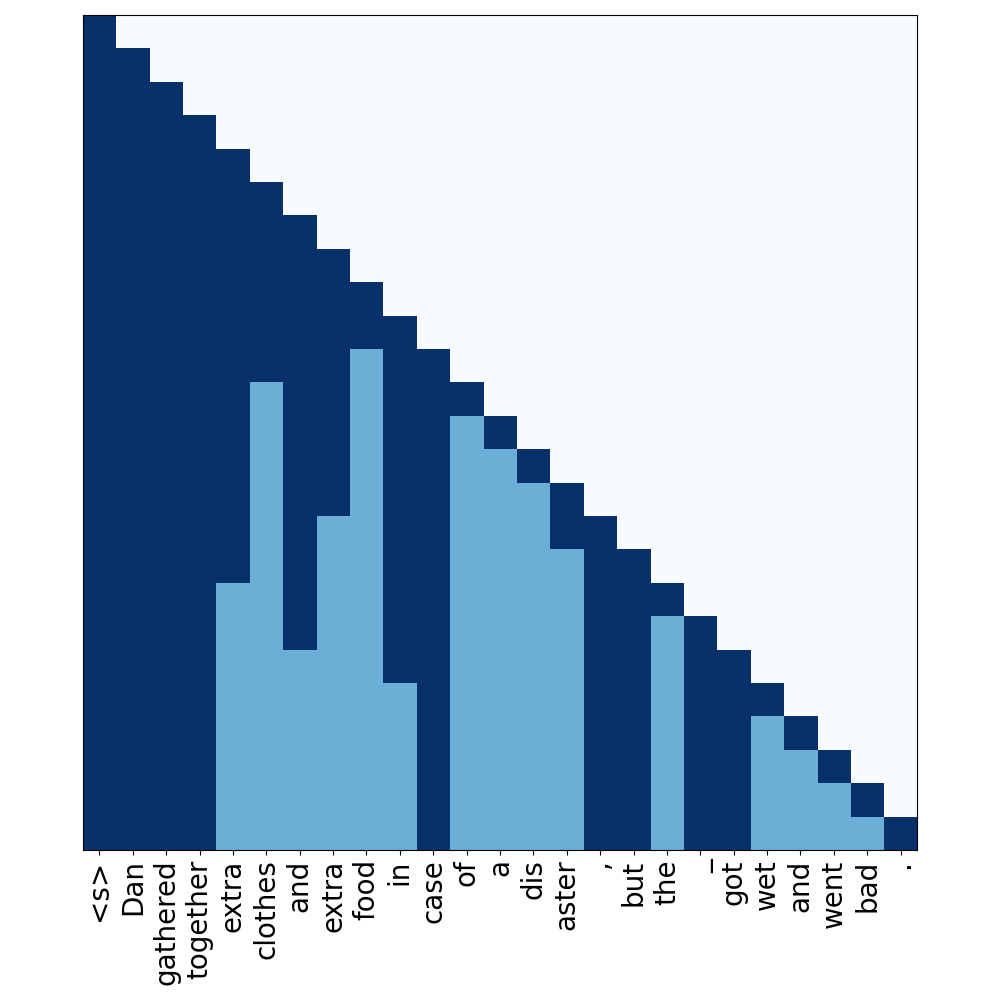 <s> Dan gathered together extra clothes and extra food in case of a dis aster , but the _ got wet and went bad .